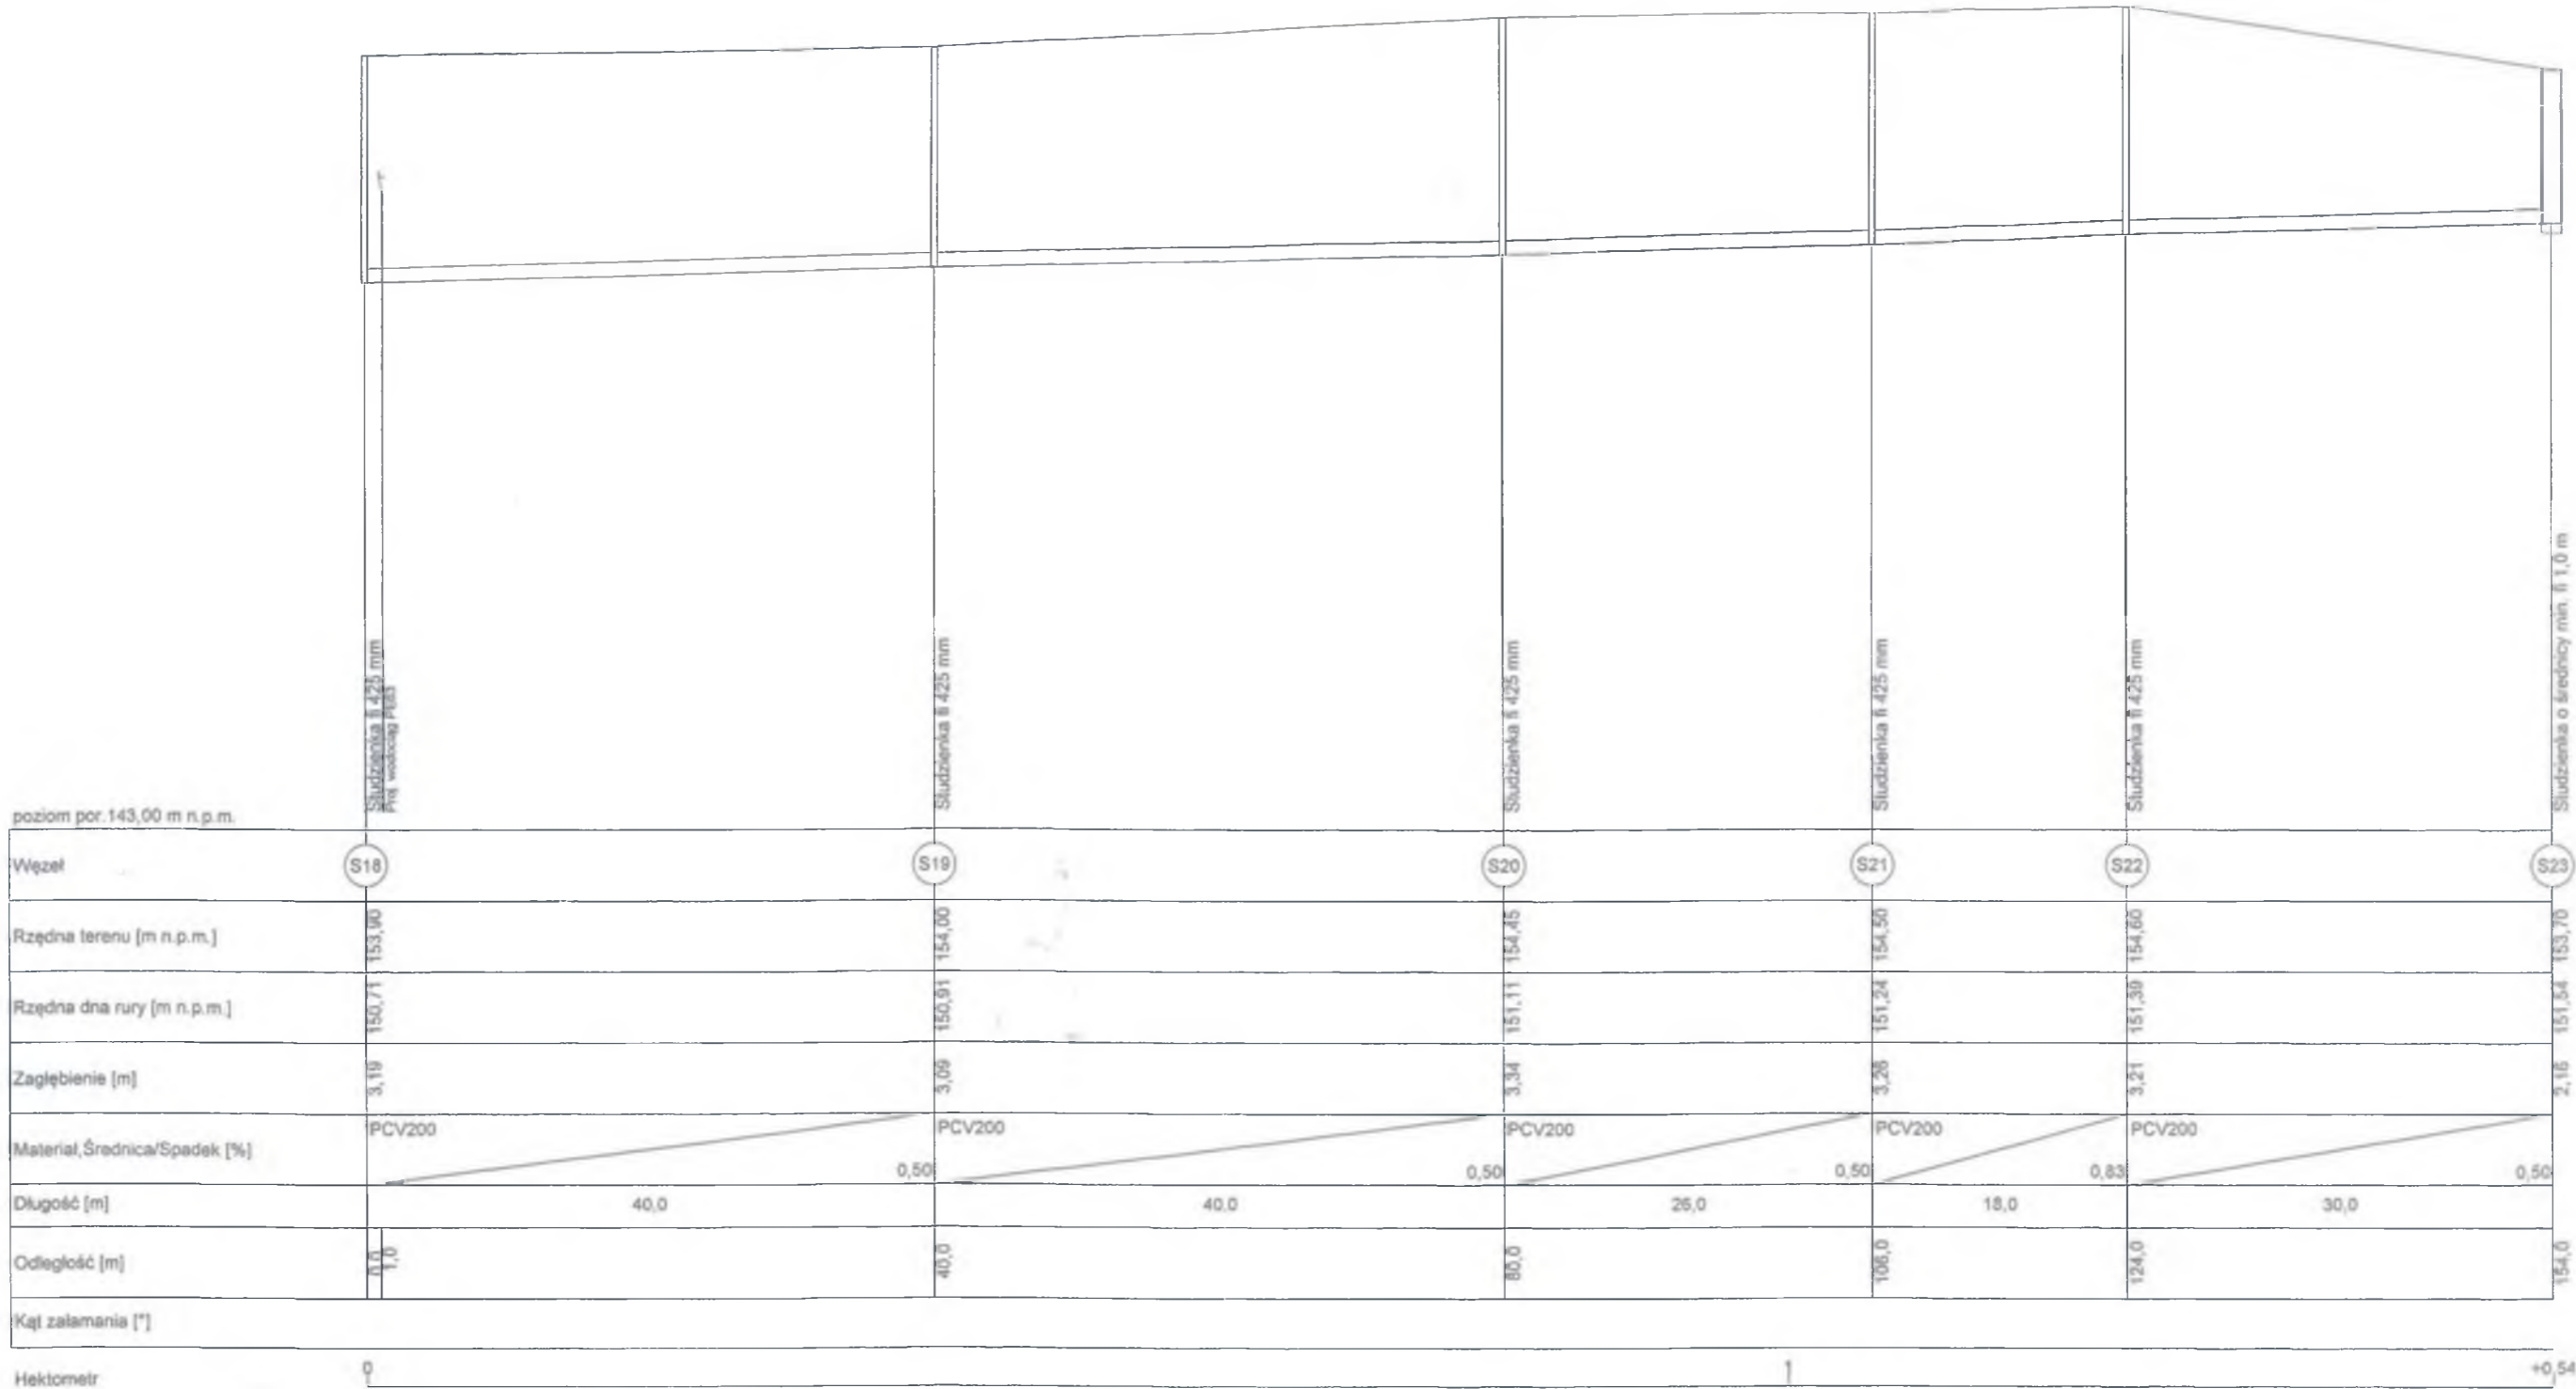 Studzienka fi 425 mm
Proj. wodociąg PE63
Studzienka fi 425 mm
Studzienka fi 425 mm
Studzienka fi 425 mm
Studzienka fi 425 mm
Studzienka o średnicy min. fi 1,0 m
poziom por.143,00 m n.p.m.
Węzeł S18 S19 S20 S21 S22 S23
Rzędna terenu [m n.p.m.] 153,90 154,00 154,45 154,50 154,60 153,70
Rzędna dna rury [m n.p.m.] 150,71 150,91 151,11 151,24 151,39 151,54
Zagłębienie [m] 3,19 3,09 3,34 3,26 3,21 2,16
Materiał,Średnica/Spadek [%] PCV200 0,50 PCV200 0,50 PCV200 0,50 PCV200 0,83 PCV200 0,50
Długość [m] 40,0 40,0 26,0 18,0 30,0
Odległość [m] 0,0 1,0 40,0 80,0 106,0 124,0 154,0
Kąt załamania [°]
Hektometr 0 1 +0,54